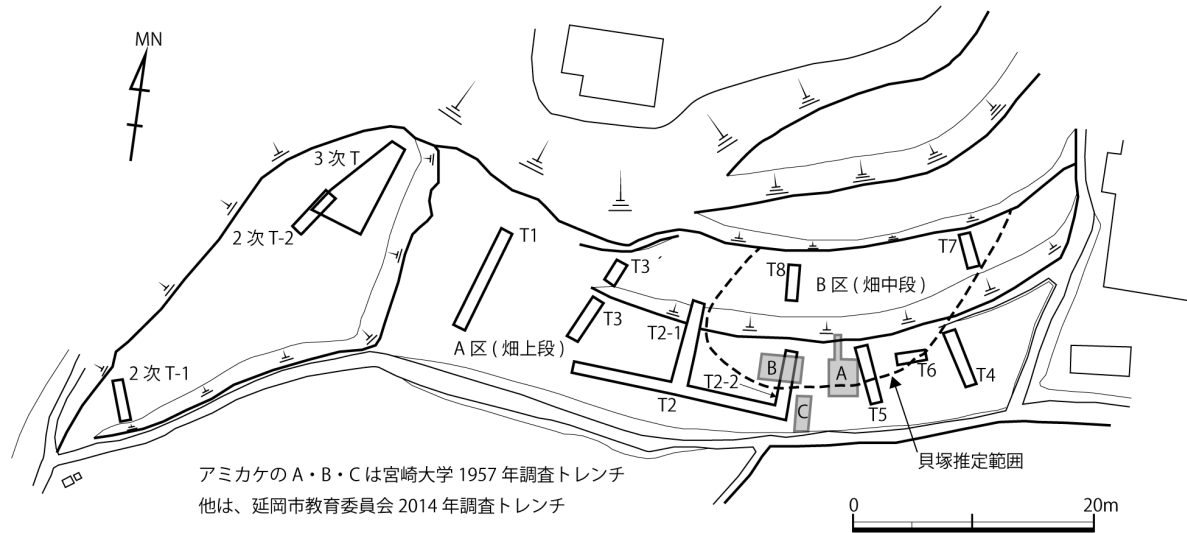 MN
3次T
2次T-2
T1
T3
T3
T8
T7
B区(畑中段)
T2-1
A区(畑上段)
B
A
T6
T4
T2-2
T5
2次T-1
T2
C
貝塚推定範囲
アミカケのA・B・Cは宮崎大学1957年調査トレンチ
他は、延岡市教育委員会2014年調査トレンチ
0
20m